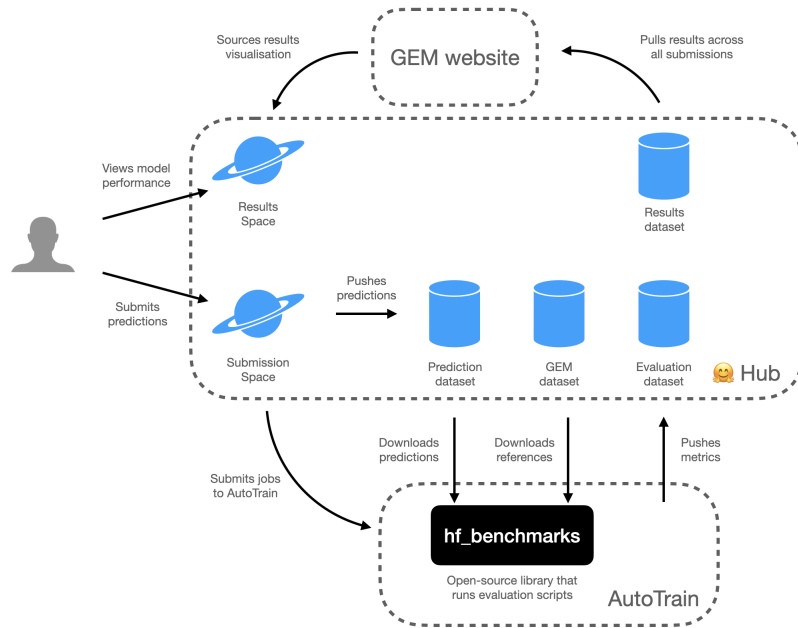 Sources results
visualisation
GEM website
Pulls results across
all submissions
Views model
performance
Results
Space
Results
dataset
Submits
predictions
Pushes
predictions
Submission
Space
Prediction
dataset
GEM
dataset
Evaluation
dataset
🤗 Hub
Submits jobs
to AutoTrain
Downloads
predictions
Downloads
references
Pushes
metrics
hf_benchmarks
Open-source library that
runs evaluation scripts
AutoTrain